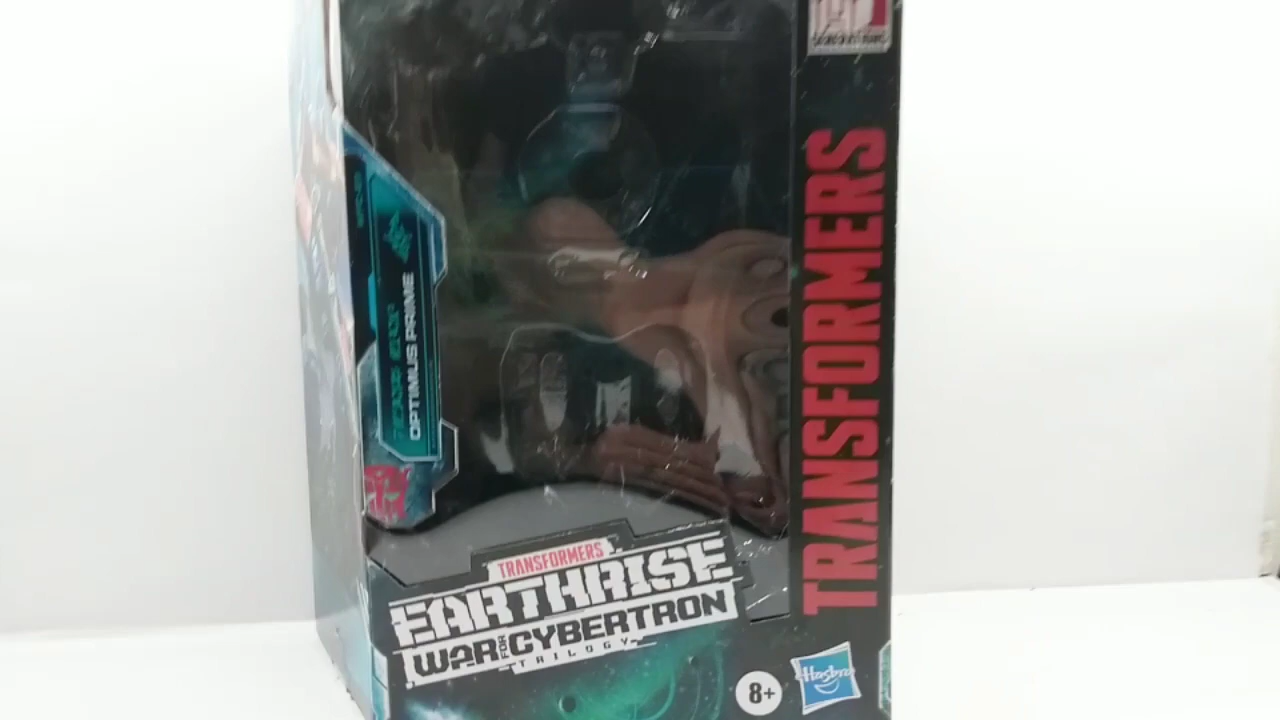 TRANSFORMERS
OPTIMUS PRIME
TRANSFORMERS
EARTHRISE
WAR FOR CYBERTRON
TRILOGY
8+
Hasbro